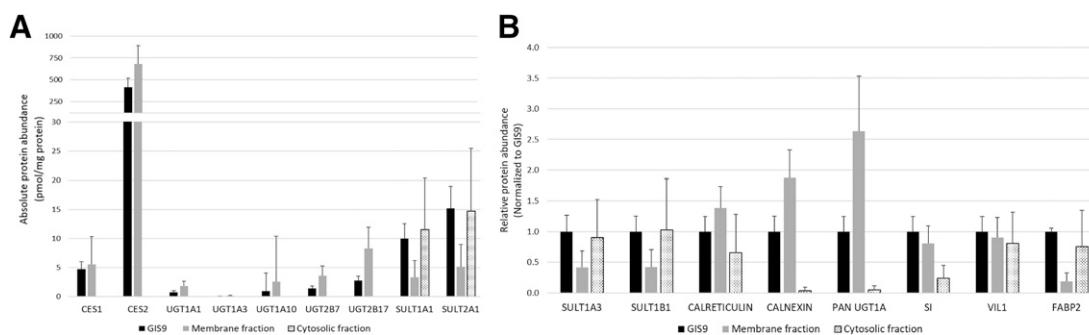 A
Absolute protein abundance
(pmol/mg protein)
1000
750
500
250
30
25
20
15
10
5
0
CES1 CES2 UGT1A1 UGT1A3 UGT1A10 UGT2B7 UGT2B17 SULT1A1 SULT2A1
GIS9 Membrane fraction Cytosolic fraction
B
Relative protein abundance
(Normalized to GIS9)
4.0
3.5
3.0
2.5
2.0
1.5
1.0
0.5
0.0
SULT1A3 SULT1B1 CALRETICULIN CALNEXIN PAN UGT1A SI VIL1 FABP2
GIS9 Membrane fraction Cytosolic fraction